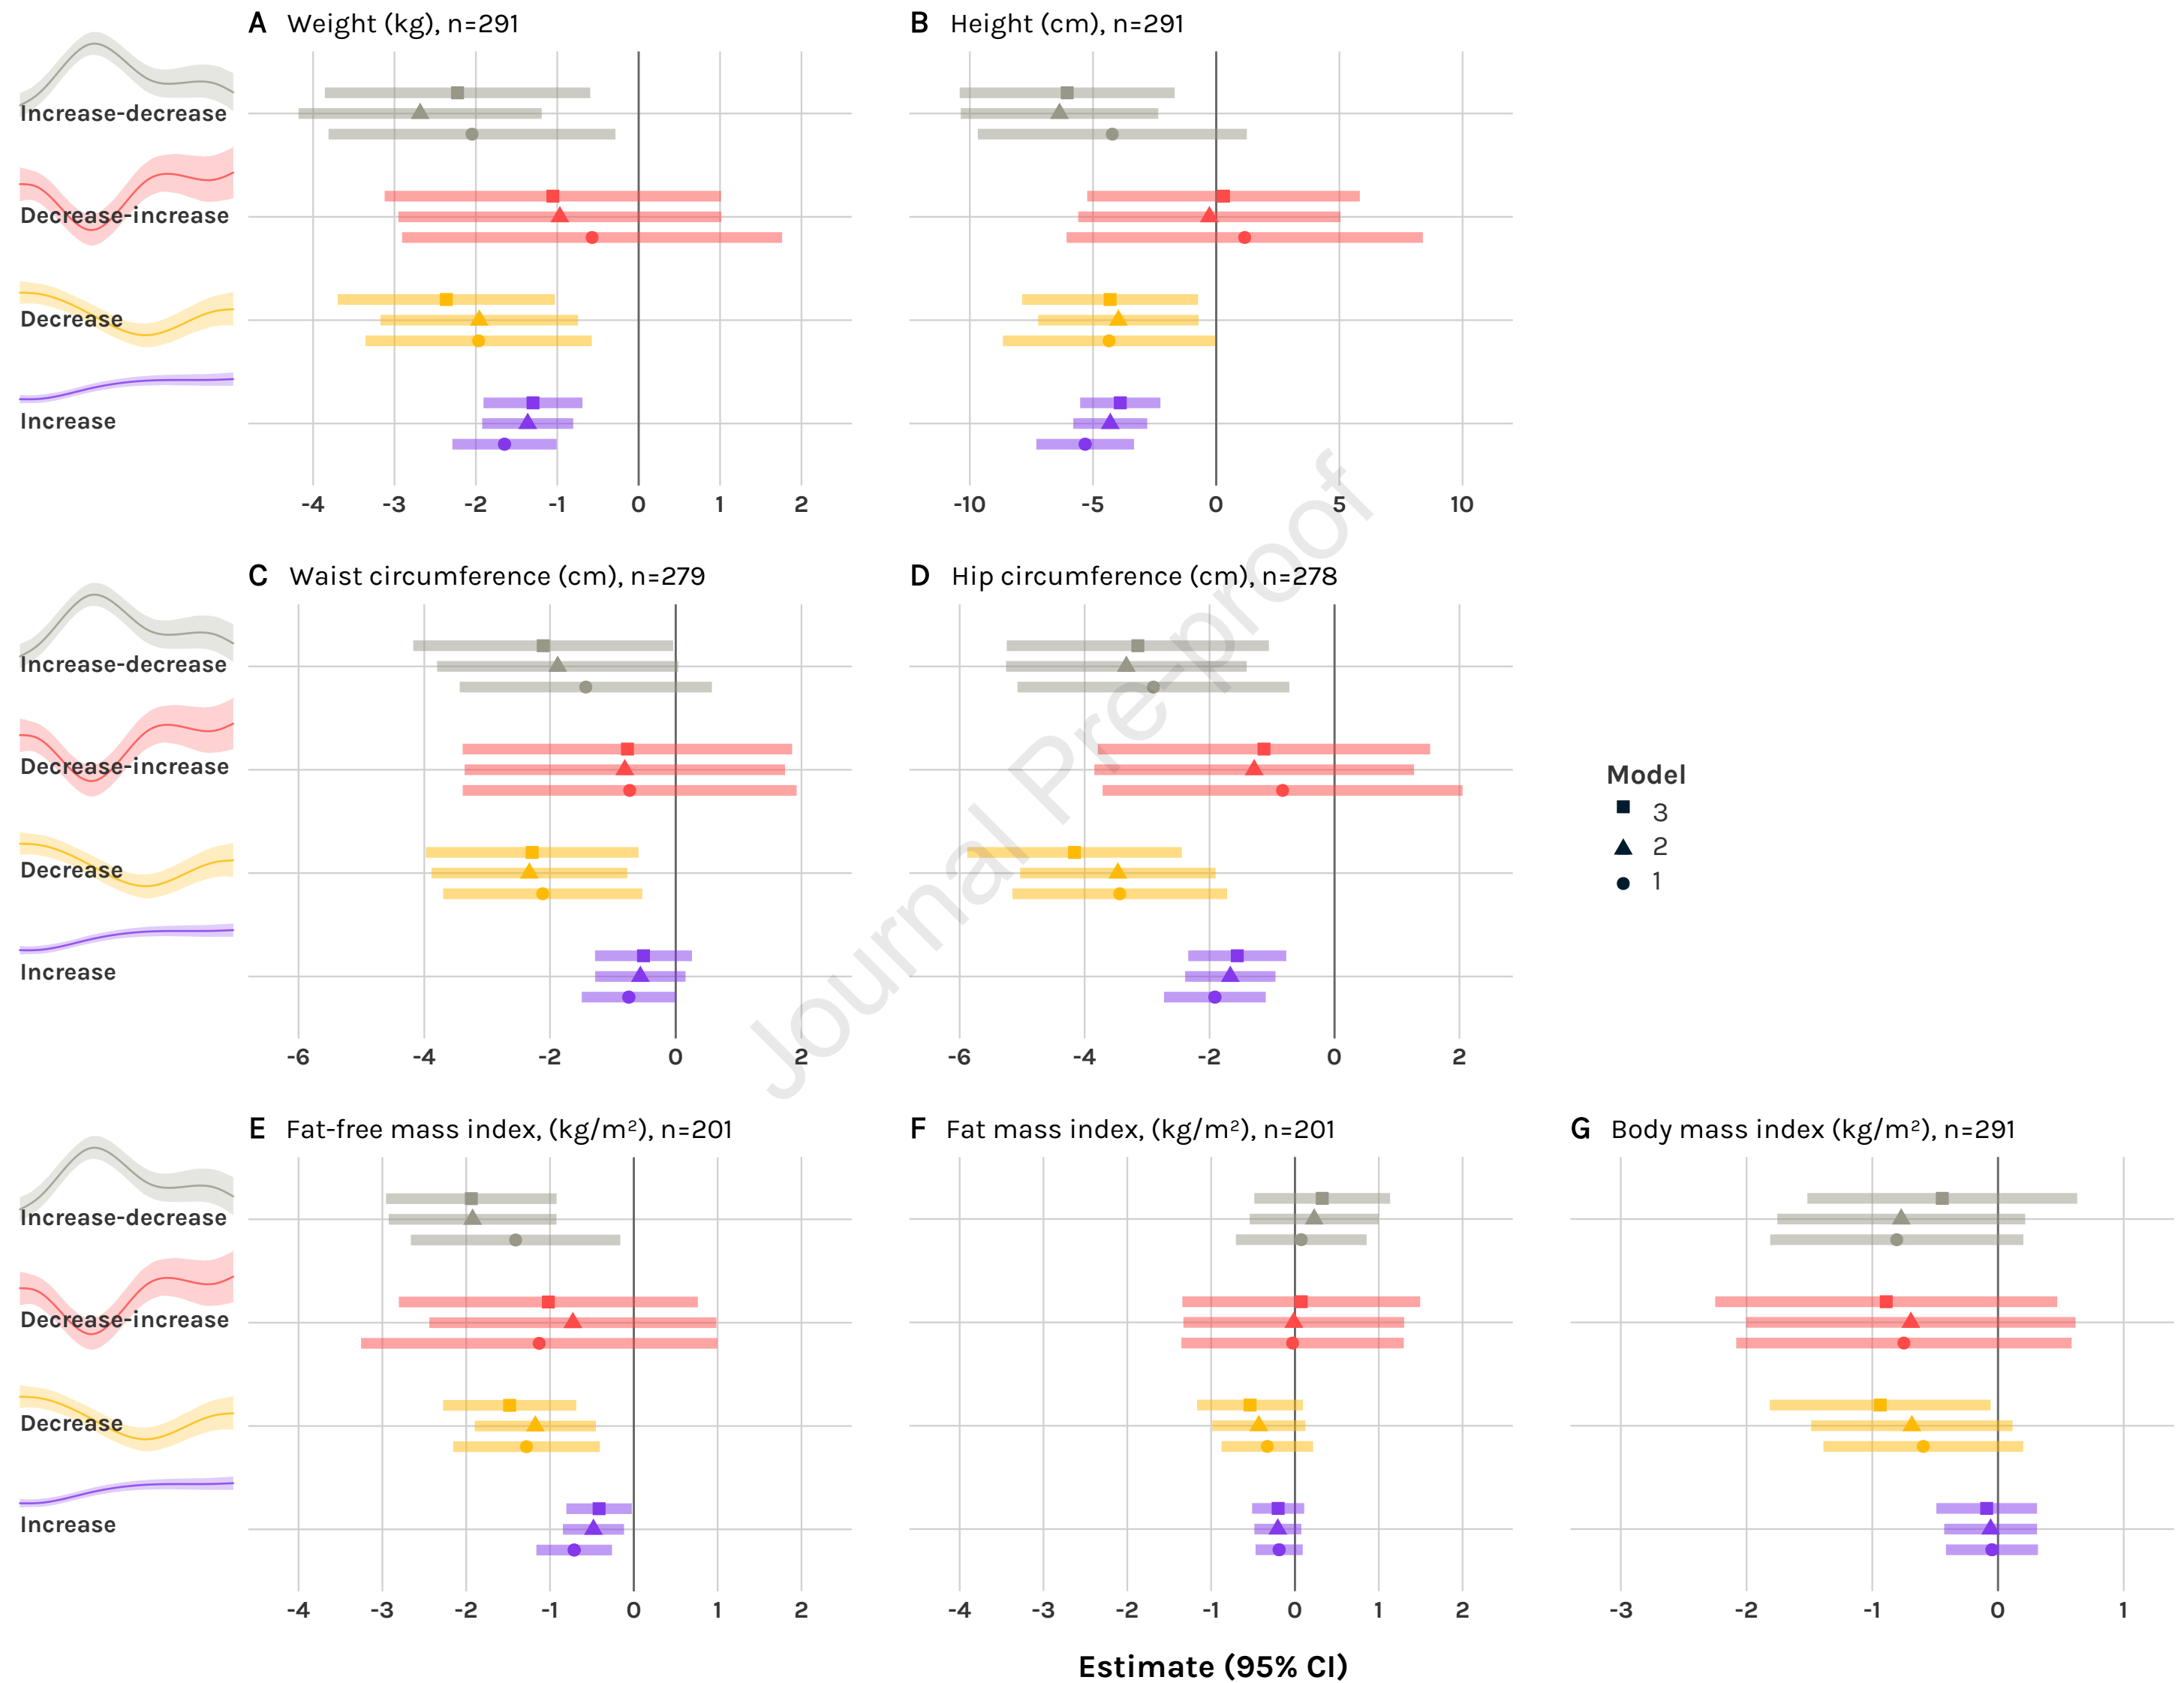 A Weight (kg), n=291
B Height (cm), n=291
Increase-decrease
Decrease-increase
Decrease
Increase
-4 -3 -2 -1 0 1 2
-10 -5 0 5 10
C Waist circumference (cm), n=279
D Hip circumference (cm), n=278
Increase-decrease
Decrease-increase
Decrease
Increase
-6 -4 -2 0 2
-6 -4 -2 0 2
Model
3
2
1
Journal Pre-proof
E Fat-free mass index, (kg/m²), n=201
F Fat mass index, (kg/m²), n=201
G Body mass index (kg/m²), n=291
Increase-decrease
Decrease-increase
Decrease
Increase
-4 -3 -2 -1 0 1 2
-4 -3 -2 -1 0 1 2
-3 -2 -1 0 1
Estimate (95% CI)